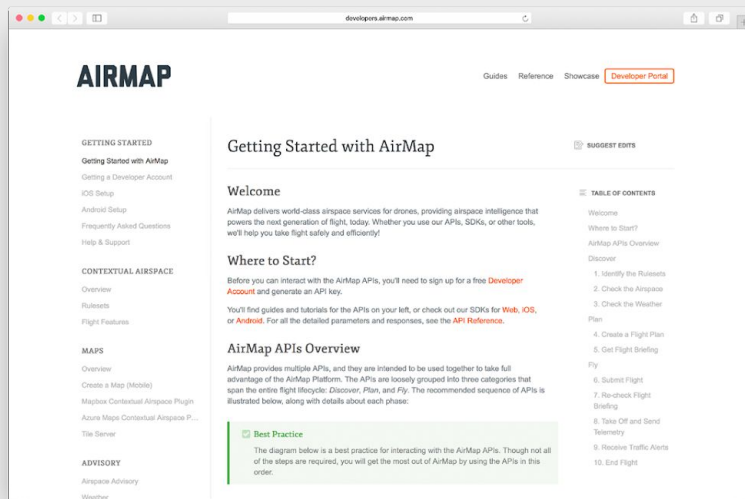 developers.airmap.com
AIRMAP
Guides Reference Showcase Developer Portal
GETTING STARTED
Getting Started with AirMap
Getting a Developer Account
iOS Setup
Android Setup
Frequently Asked Questions
Help & Support
CONTEXTUAL AIRSPACE
Overview
Rulesets
Flight Features
MAPS
Overview
Create a Map (Mobile)
Mapbox Contextual Airspace Plugin
Azure Maps Contextual Airspace P...
Tile Server
ADVISORY
Airspace Advisory
Weather
Getting Started with AirMap
Welcome
AirMap delivers world-class airspace services for drones, providing airspace intelligence that
powers the next generation of flight, today. Whether you use our APIs, SDKs, or other tools,
we'll help you take flight safely and efficiently!
Where to Start?
Before you can interact with the AirMap APIs, you'll need to sign up for a free Developer
Account and generate an API key.
You'll find guides and tutorials for the APIs on your left, or check out our SDKs for Web, iOS,
or Android. For all the detailed parameters and responses, see the API Reference.
AirMap APIs Overview
AirMap provides multiple APIs, and they are intended to be used together to take full
advantage of the AirMap Platform. The APIs are loosely grouped into three categories that
span the entire flight lifecycle: Discover, Plan, and Fly. The recommended sequence of APIs is
illustrated below, along with details about each phase:
Best Practice
The diagram below is a best practice for interacting with the AirMap APIs. Though not all
of the steps are required, you will get the most out of AirMap by using the APIs in this
order.
SUGGEST EDITS
TABLE OF CONTENTS
Welcome
Where to Start?
AirMap APIs Overview
Discover
1. Identify the Rulesets
2. Check the Airspace
3. Check the Weather
Plan
4. Create a Flight Plan
5. Get Flight Briefing
Fly
6. Submit Flight
7. Re-check Flight
Briefing
8. Take Off and Send
Telemetry
9. Receive Traffic Alerts
10. End Flight